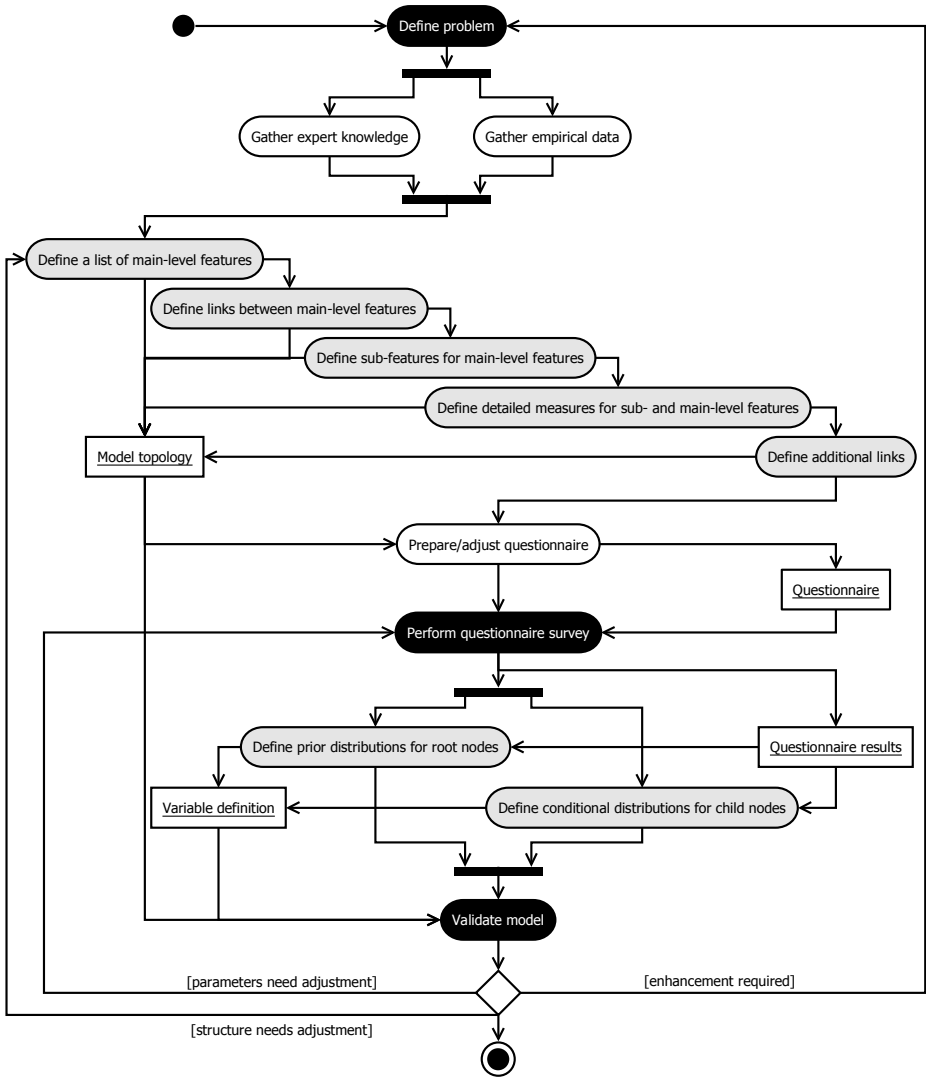 Define problem
Gather expert knowledge
Gather empirical data
Define a list of main-level features
Define links between main-level features
Define sub-features for main-level features
Define detailed measures for sub- and main-level features
Model topology
Define additional links
Prepare/adjust questionnaire
Questionnaire
Perform questionnaire survey
Define prior distributions for root nodes
Questionnaire results
Variable definition
Define conditional distributions for child nodes
Validate model
[parameters need adjustment]
[enhancement required]
[structure needs adjustment]